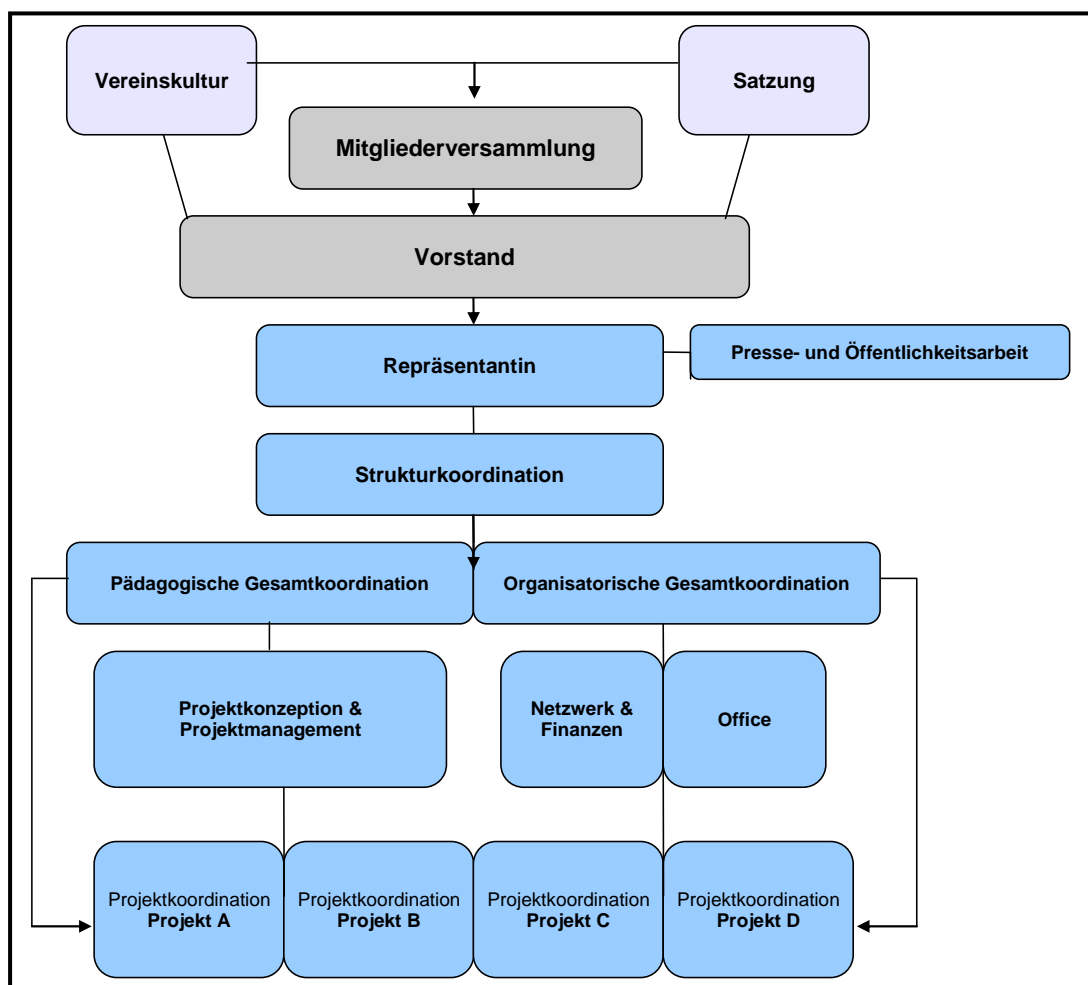 Vereinskultur
Satzung
Mitgliederversammlung
Vorstand
Repräsentantin
Presse- und Öffentlichkeitsarbeit
Strukturkoordination
Pädagogische Gesamtkoordination
Organisatorische Gesamtkoordination
Projektkonzeption &
Projektmanagement
Netzwerk &
Finanzen
Office
Projektkoordination
Projekt A
Projektkoordination
Projekt B
Projektkoordination
Projekt C
Projektkoordination
Projekt D